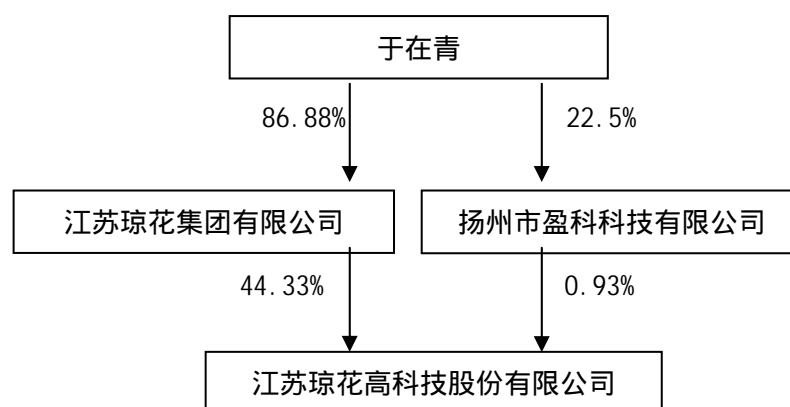 于在青
86.88% 22.5%
江苏琼花集团有限公司 扬州市盈科科技有限公司
44.33% 0.93%
江苏琼花高科技股份有限公司